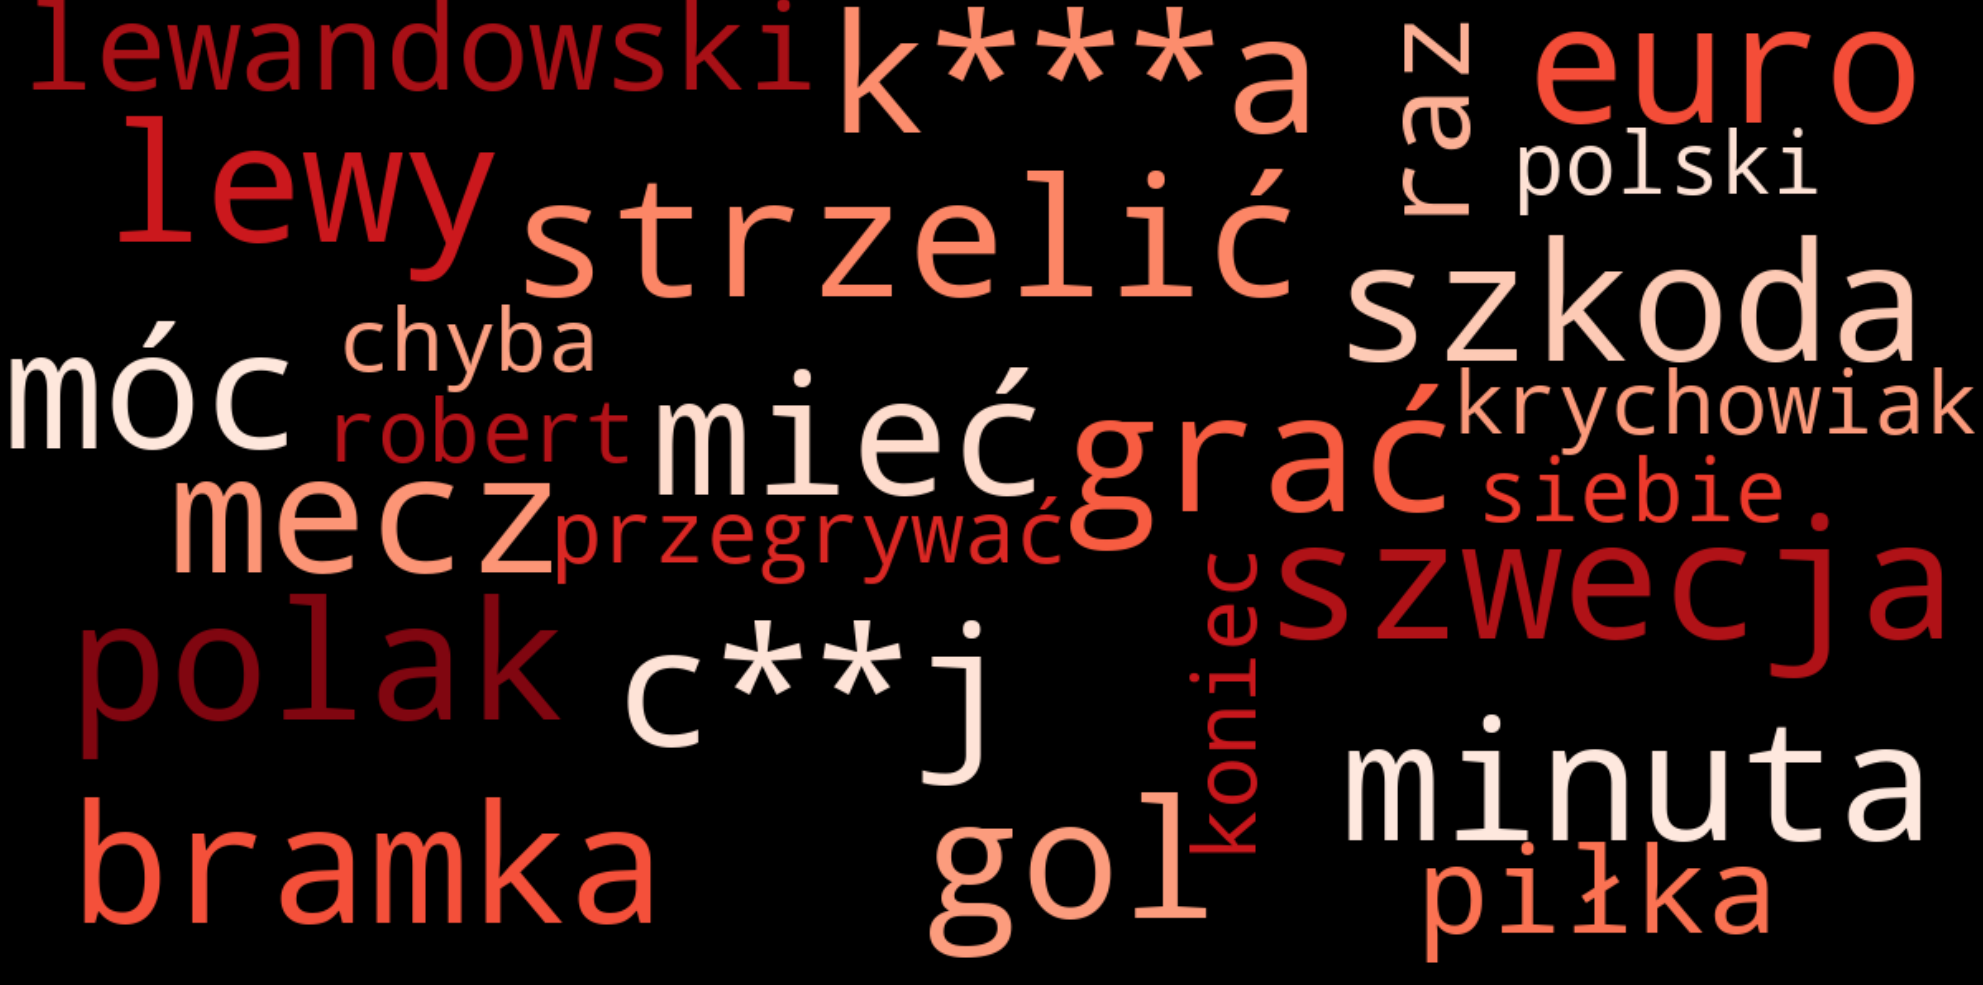 lewandowski
k***a
raz
euro
polski
lewy
strzelić
szkoda
móc
chyba
robert
mieć
grać
krychowiak
siebie
mecz
przegrywać
szwecja
polak
c**j
koniec
minuta
bramka
gol
piłka